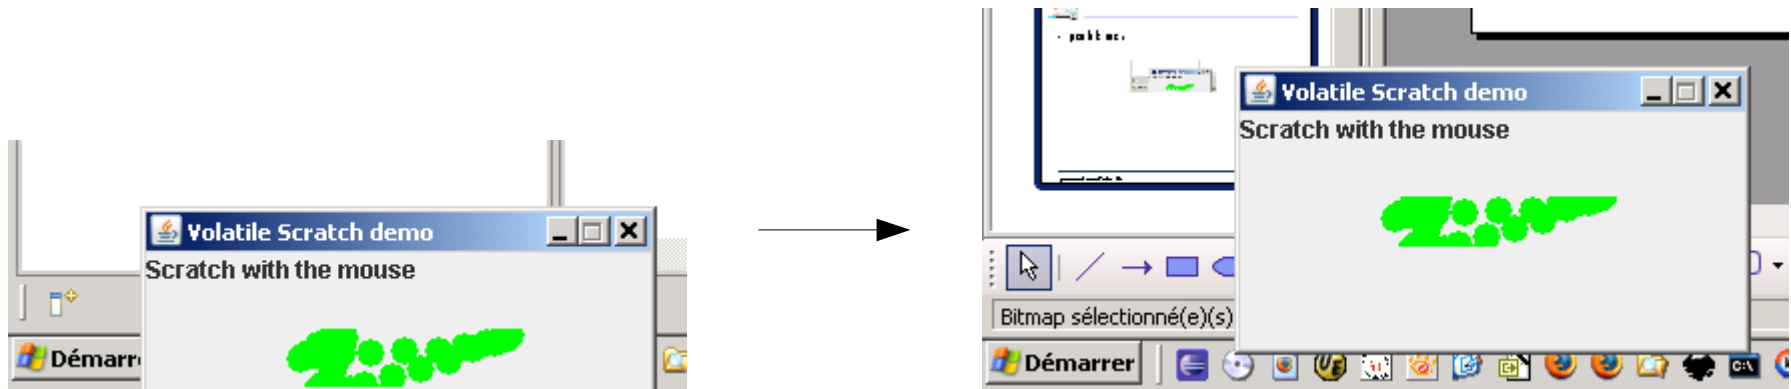 Volatile Scratch demo
Scratch with the mouse
Démarr
Volatile Scratch demo
Scratch with the mouse
Bitmap sélectionné(e)(s)
Démarrer